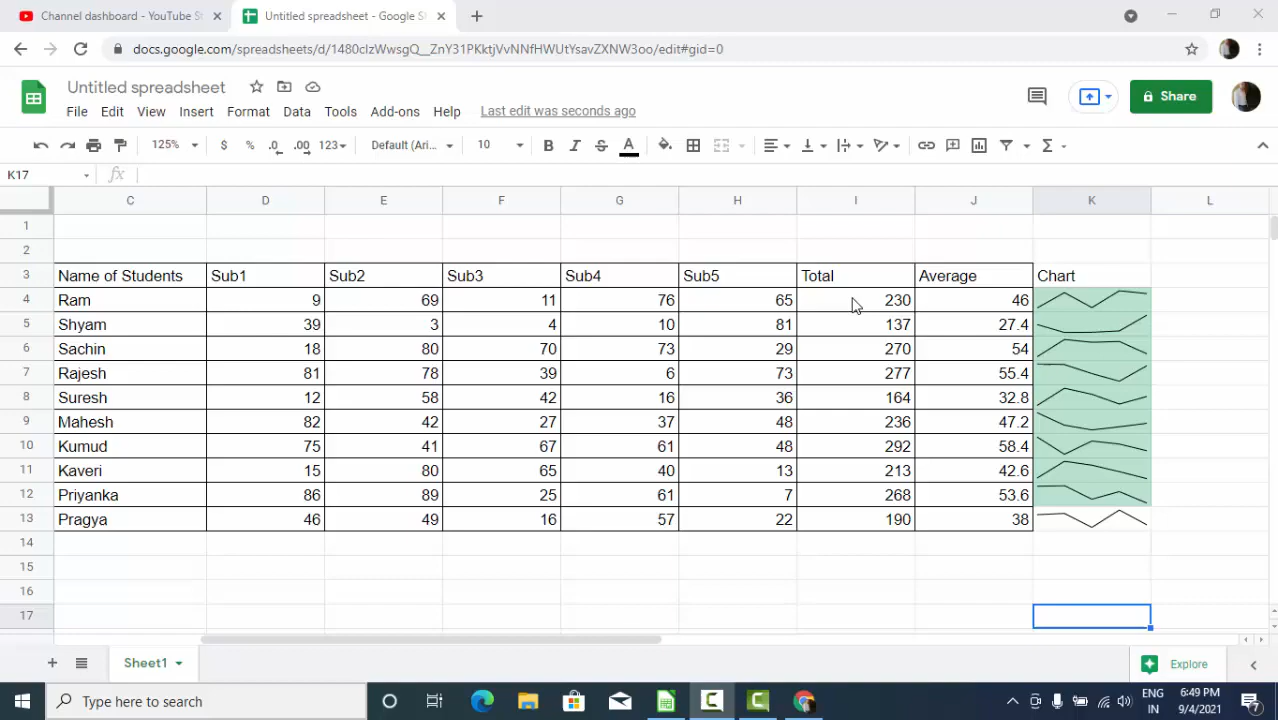 Channel dashboard - YouTube St
Untitled spreadsheet - Google Sh
docs.google.com/spreadsheets/d/1480clzWwsgQ__ZnY31PKktjVvNNfHWUtYsavZXNW3oo/edit#gid=0
Untitled spreadsheet
File Edit View Insert Format Data Tools Add-ons Help Last edit was seconds ago
Share
125% $ % .0 .00 123 Default (Ari... 10 B I S A Σ
K17 fx
C D E F G H I J K L
1
2
3 Name of Students Sub1 Sub2 Sub3 Sub4 Sub5 Total Average Chart
4 Ram 9 69 11 76 65 230 46
5 Shyam 39 3 4 10 81 137 27.4
6 Sachin 18 80 70 73 29 270 54
7 Rajesh 81 78 39 6 73 277 55.4
8 Suresh 12 58 42 16 36 164 32.8
9 Mahesh 82 42 27 37 48 236 47.2
10 Kumud 75 41 67 61 48 292 58.4
11 Kaveri 15 80 65 40 13 213 42.6
12 Priyanka 86 89 25 61 7 268 53.6
13 Pragya 46 49 16 57 22 190 38
14
15
16
17
Sheet1
Explore
Type here to search
ENG
IN
6:49 PM
9/4/2021
7